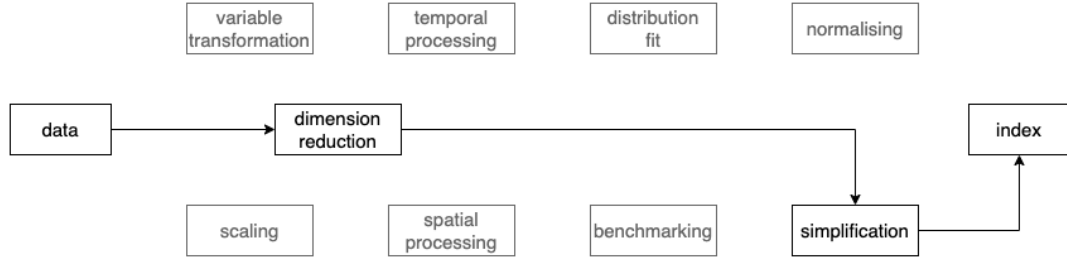 variable
transformation
temporal
processing
distribution
fit
normalising
data
dimension
reduction
index
scaling
spatial
processing
benchmarking
simplification